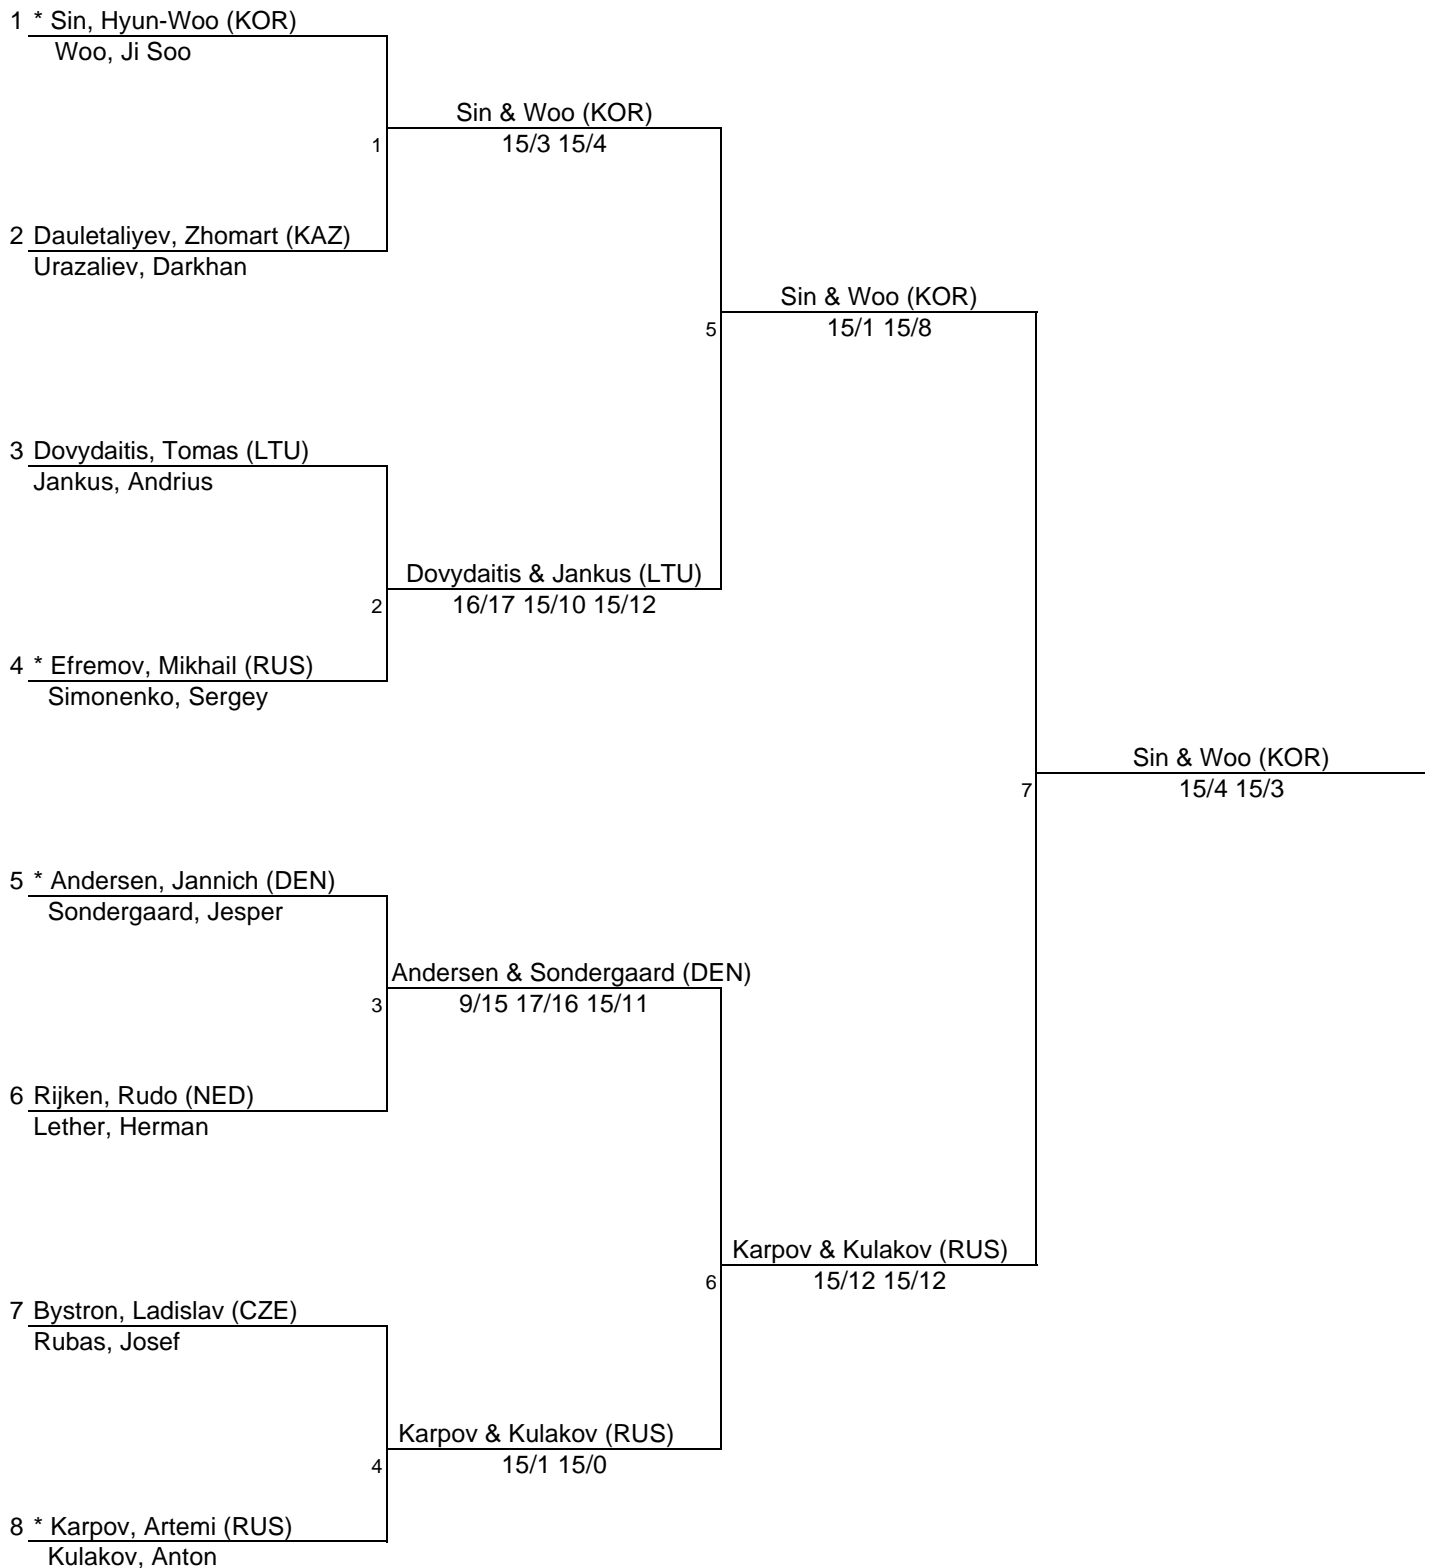 1 * Sin, Hyun-Woo (KOR)
Woo, Ji Soo
Sin & Woo (KOR)
1 15/3 15/4
2 Dauletaliyev, Zhomart (KAZ)
Urazaliev, Darkhan
Sin & Woo (KOR)
5 15/1 15/8
3 Dovydaitis, Tomas (LTU)
Jankus, Andrius
Dovydaitis & Jankus (LTU)
2 16/17 15/10 15/12
4 * Efremov, Mikhail (RUS)
Simonenko, Sergey
Sin & Woo (KOR)
7 15/4 15/3
5 * Andersen, Jannich (DEN)
Sondergaard, Jesper
Andersen & Sondergaard (DEN)
3 9/15 17/16 15/11
6 Rijken, Rudo (NED)
Lether, Herman
Karpov & Kulakov (RUS)
6 15/12 15/12
7 Bystron, Ladislav (CZE)
Rubas, Josef
Karpov & Kulakov (RUS)
4 15/1 15/0
8 * Karpov, Artemi (RUS)
Kulakov, Anton